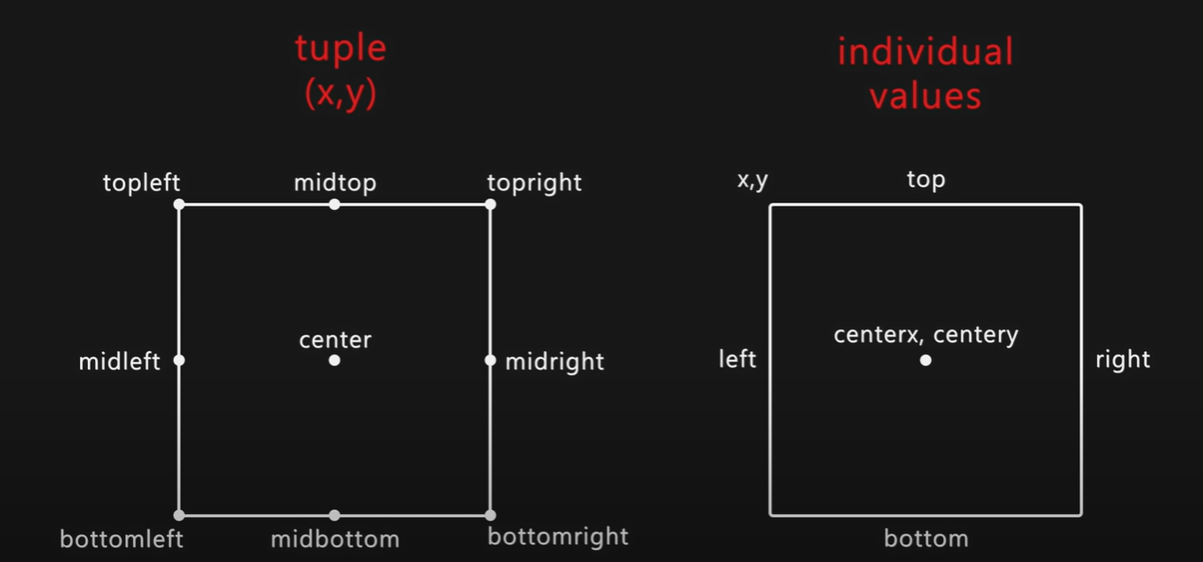 tuple
(x,y)
topleft
midtop
topright
midleft
center
midright
bottomleft
midbottom
bottomright
individual
values
x,y
top
left
centerx, centery
right
bottom